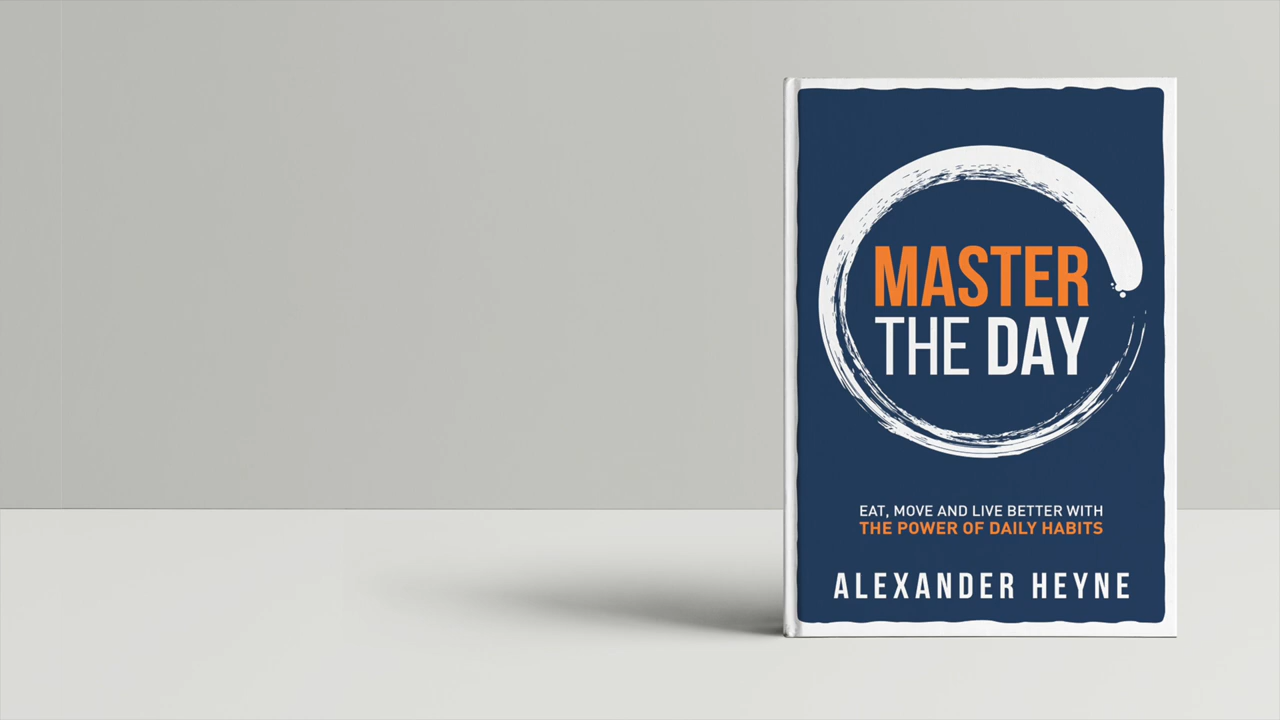 MASTER
THE DAY
EAT, MOVE AND LIVE BETTER WITH
THE POWER OF DAILY HABITS
ALEXANDER HEYNE